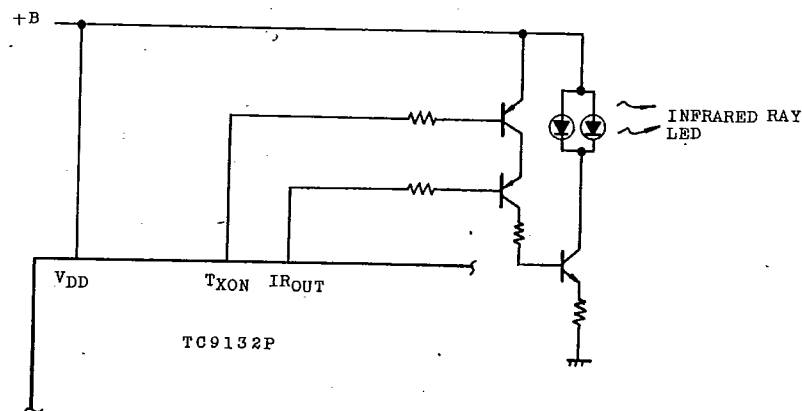 +B
INFRARED RAY
LED
VDD
TXON
IROUT
TC9132P